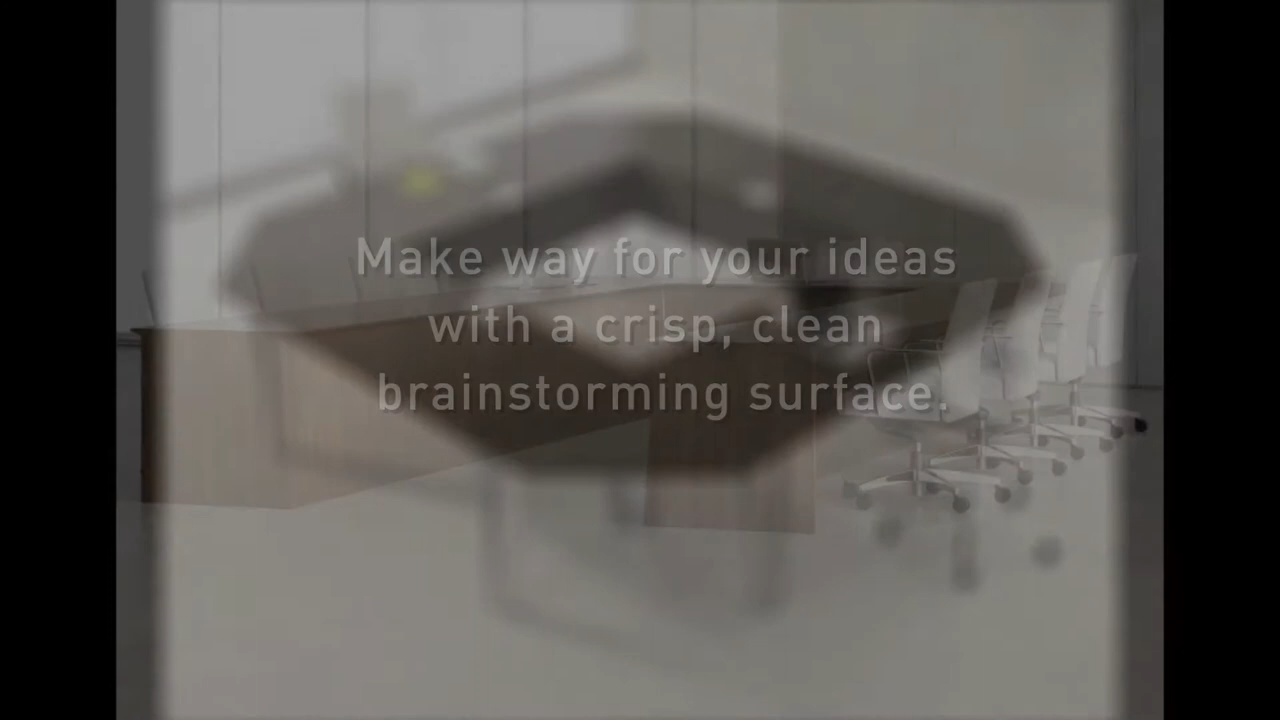 Make way for your ideas
with a crisp, clean
brainstorming surface.